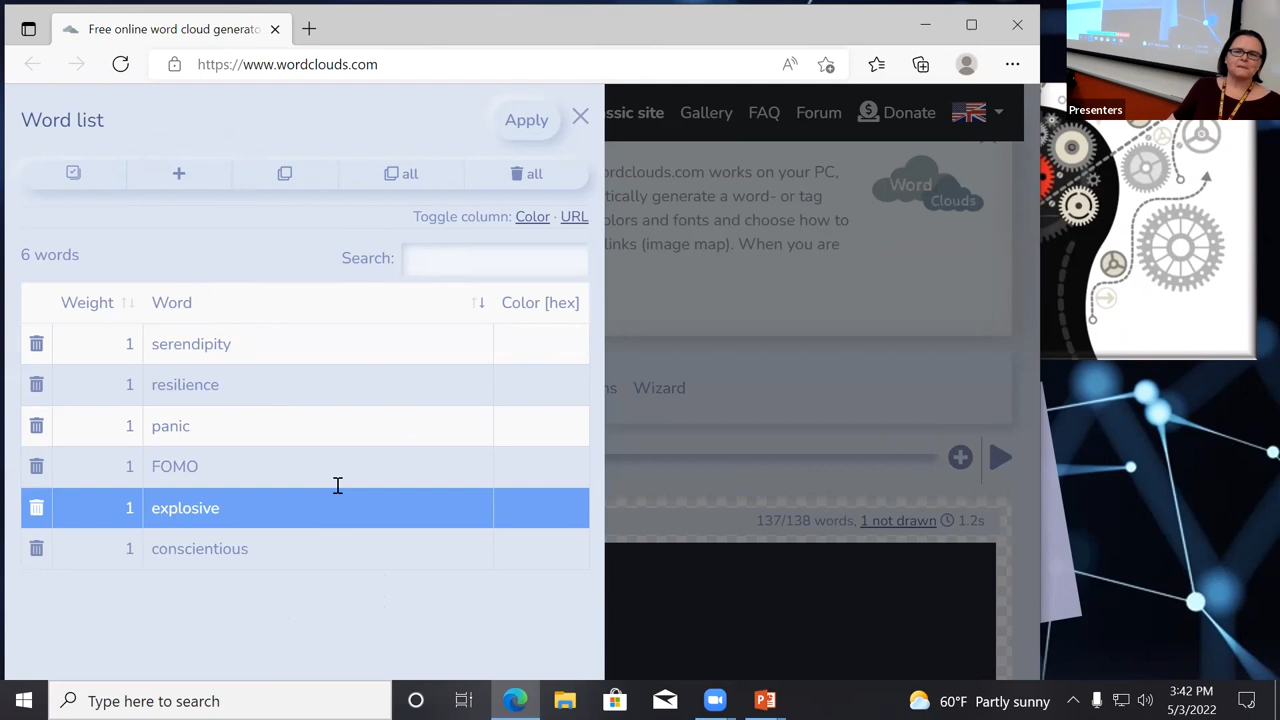 Free online word cloud generato
https://www.wordclouds.com
Word list
Apply
all
all
Toggle column: Color · URL
6 words
Search:
Weight Word Color [hex]
1 serendipity
1 resilience
1 panic
1 FOMO
1 explosive
1 conscientious
ssic site Gallery FAQ Forum Donate
rdclouds.com works on your PC,
tically generate a word- or tag
olors and fonts and choose how to
links (image map). When you are
Word
Clouds
ns Wizard
137/138 words, 1 not drawn 1.2s
Presenters
Type here to search
60°F Partly sunny
3:42 PM
5/3/2022